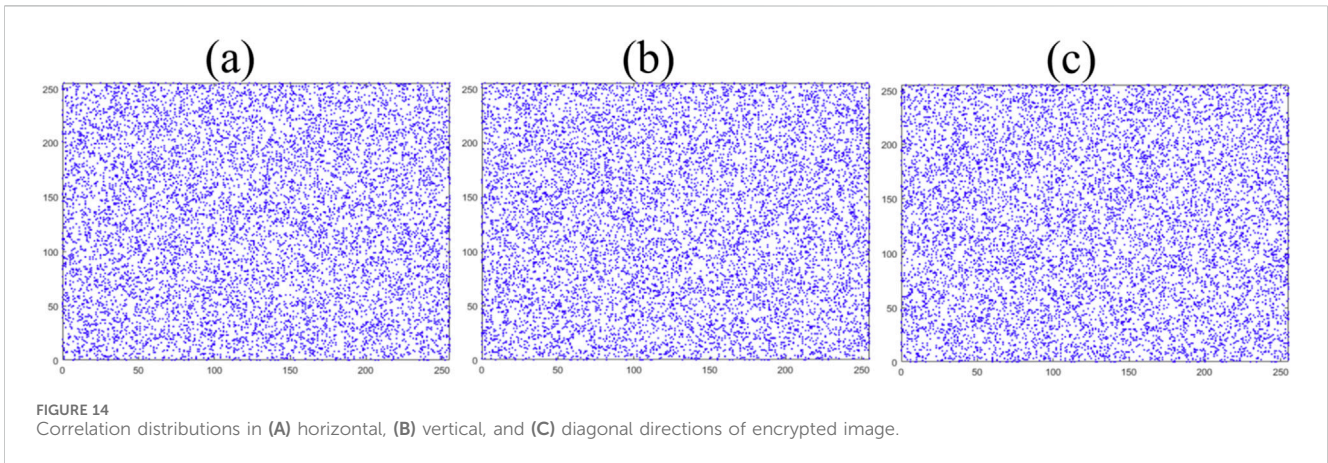 (a) (b) (c)
250 250 250
200 200 200
150 150 150
100 100 100
50 50 50
0 0 0
0 50 100 150 200 250 0 50 100 150 200 250 0 50 100 150 200 250
FIGURE 14
Correlation distributions in (A) horizontal, (B) vertical, and (C) diagonal directions of encrypted image.